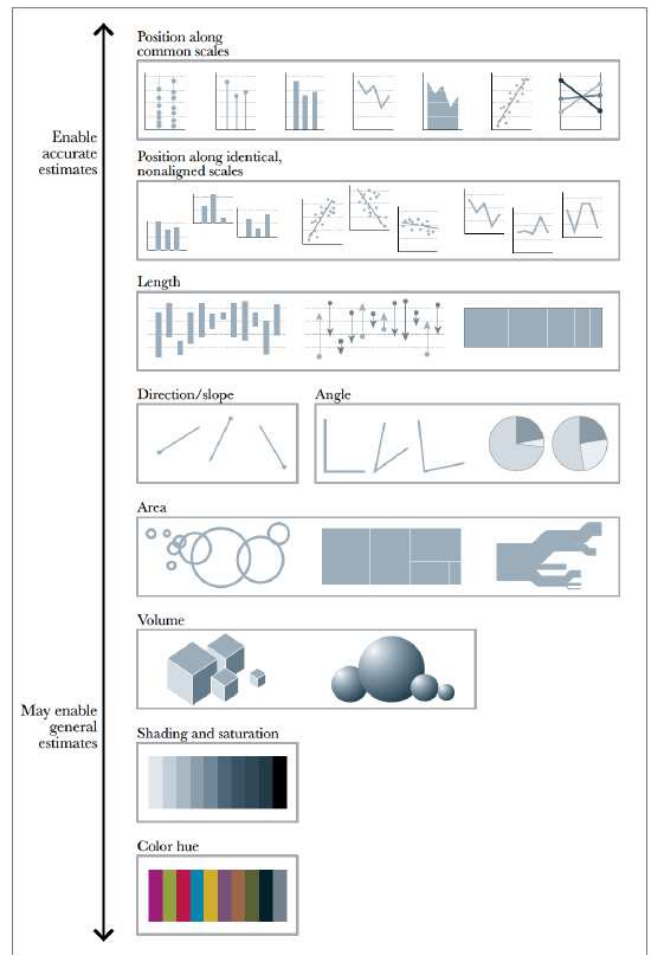 Position along
common scales
Enable
accurate
estimates
Position along identical,
nonaligned scales
Length
Direction/slope
Angle
Area
Volume
May enable
general
estimates
Shading and saturation
Color hue